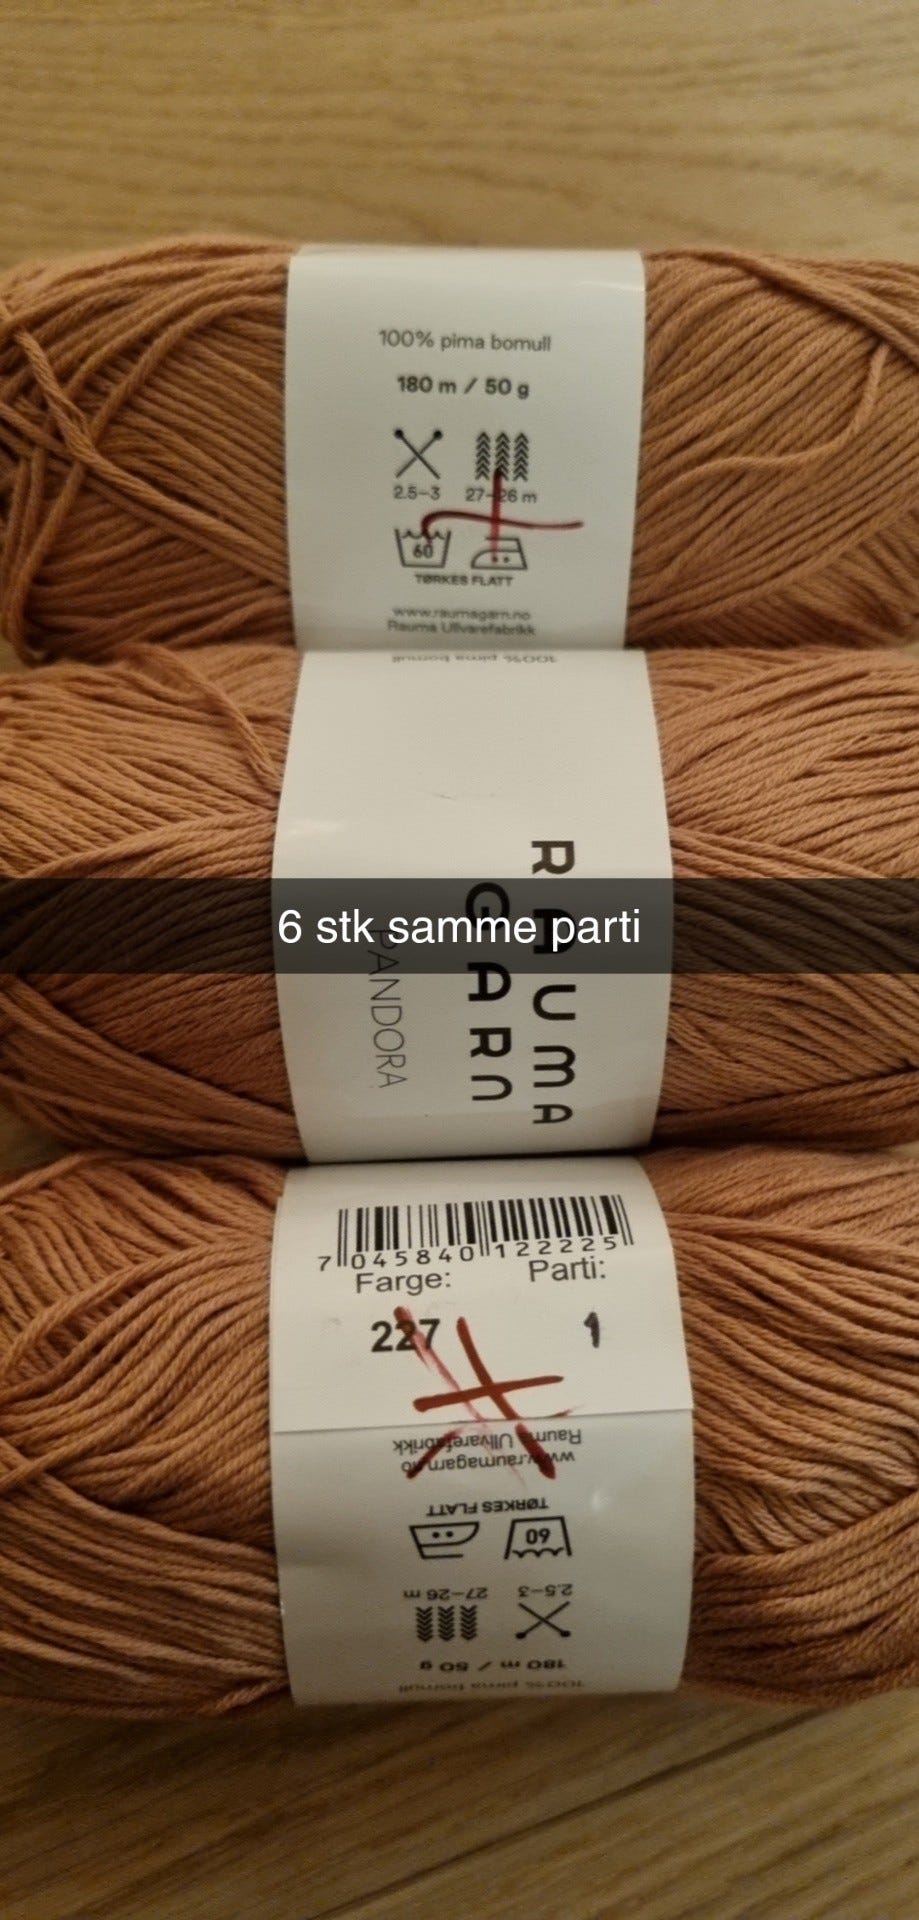 100% pima bomull
180 m / 50 g
2.5–3 27–26 m
60
TØRKES FLATT
www.raumagarn.no
Rauma Ullvarefabrikk
100% pima bomull
RAUMA
GARN
PANDORA
6 stk samme parti
7 045840 122225
Farge: Parti:
227 1
Rauma Ullvarefabrikk
www.raumagarn.no
TØRKES FLATT
60
27–26 m 2.5–3
180 m / 50 g
100% pima bomull